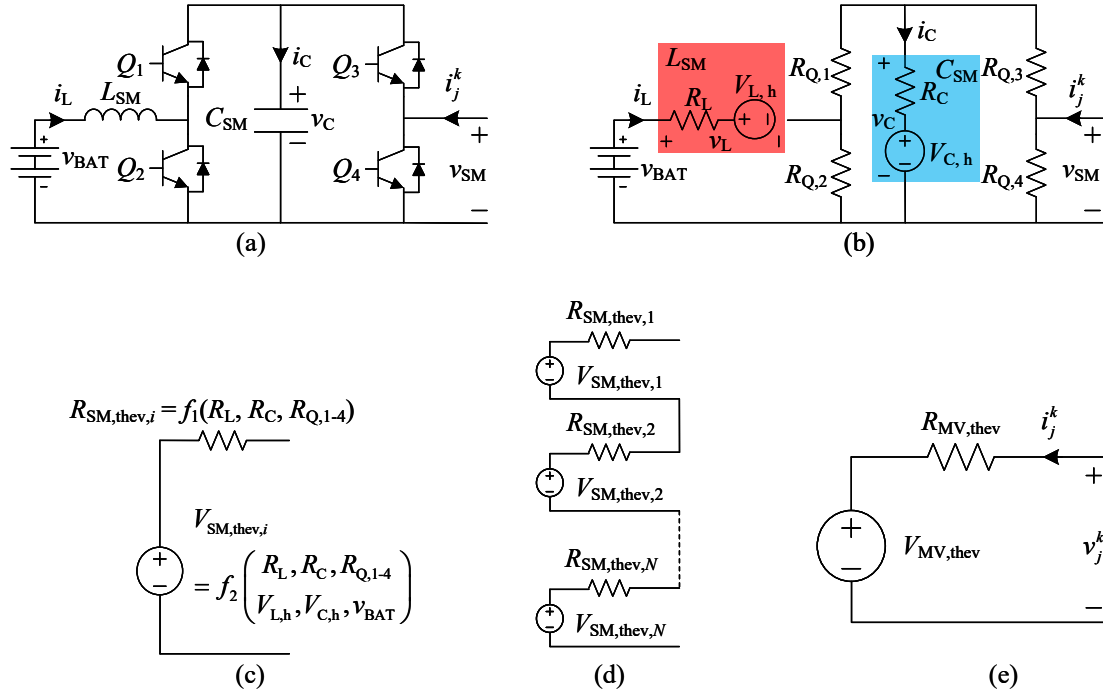 Q1 Q3
iC
iL LSM
CSM + vC −
ijk
+ vBAT −
Q2 Q4
+ vSM −
(a)
LSM
RL VL, h
iL
+ vL −
+ vBAT −
RQ,1
RQ,2
iC
CSM
RC
+ vC −
VC, h
RQ,3
RQ,4
ijk
+ vSM −
(b)
RSM,thev,i = f1(RL, RC, RQ,1-4)
VSM,thev,i
= f2( RL, RC, RQ,1-4
VL,h, VC,h, vBAT )
+
−
(c)
RSM,thev,1
+ − VSM,thev,1
RSM,thev,2
+ − VSM,thev,2
RSM,thev,N
+ − VSM,thev,N
(d)
RMV,thev ijk
+ − VMV,thev
+ vjk −
(e)